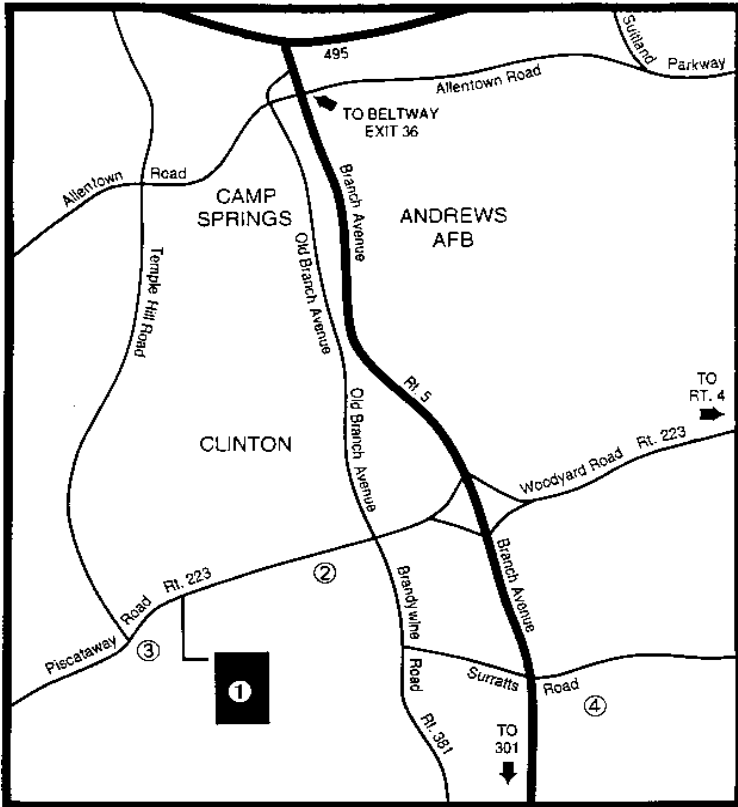 495
Suitland
Parkway
Allentown Road
TO BELTWAY
EXIT 36
Allentown Road
CAMP
SPRINGS
Branch Avenue
ANDREWS
AFB
Old Branch Avenue
Temple Hill Road
Rt. 5
TO
RT. 4
Old Branch Avenue
CLINTON
Woodyard Road Rt. 223
②
Piscataway Road Rt. 223
Branch Avenue
Brandywine Road
③
①
Surratts Road
④
Rt. 381
TO
301